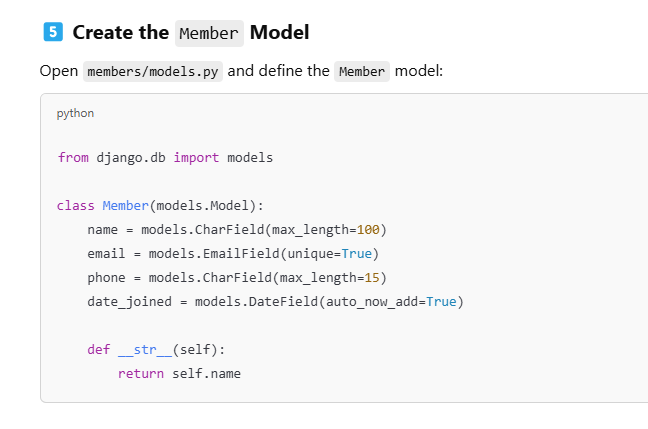 5 Create the Member Model
Open members/models.py and define the Member model:
python
from django.db import models
class Member(models.Model):
    name = models.CharField(max_length=100)
    email = models.EmailField(unique=True)
    phone = models.CharField(max_length=15)
    date_joined = models.DateField(auto_now_add=True)
    def __str__(self):
        return self.name